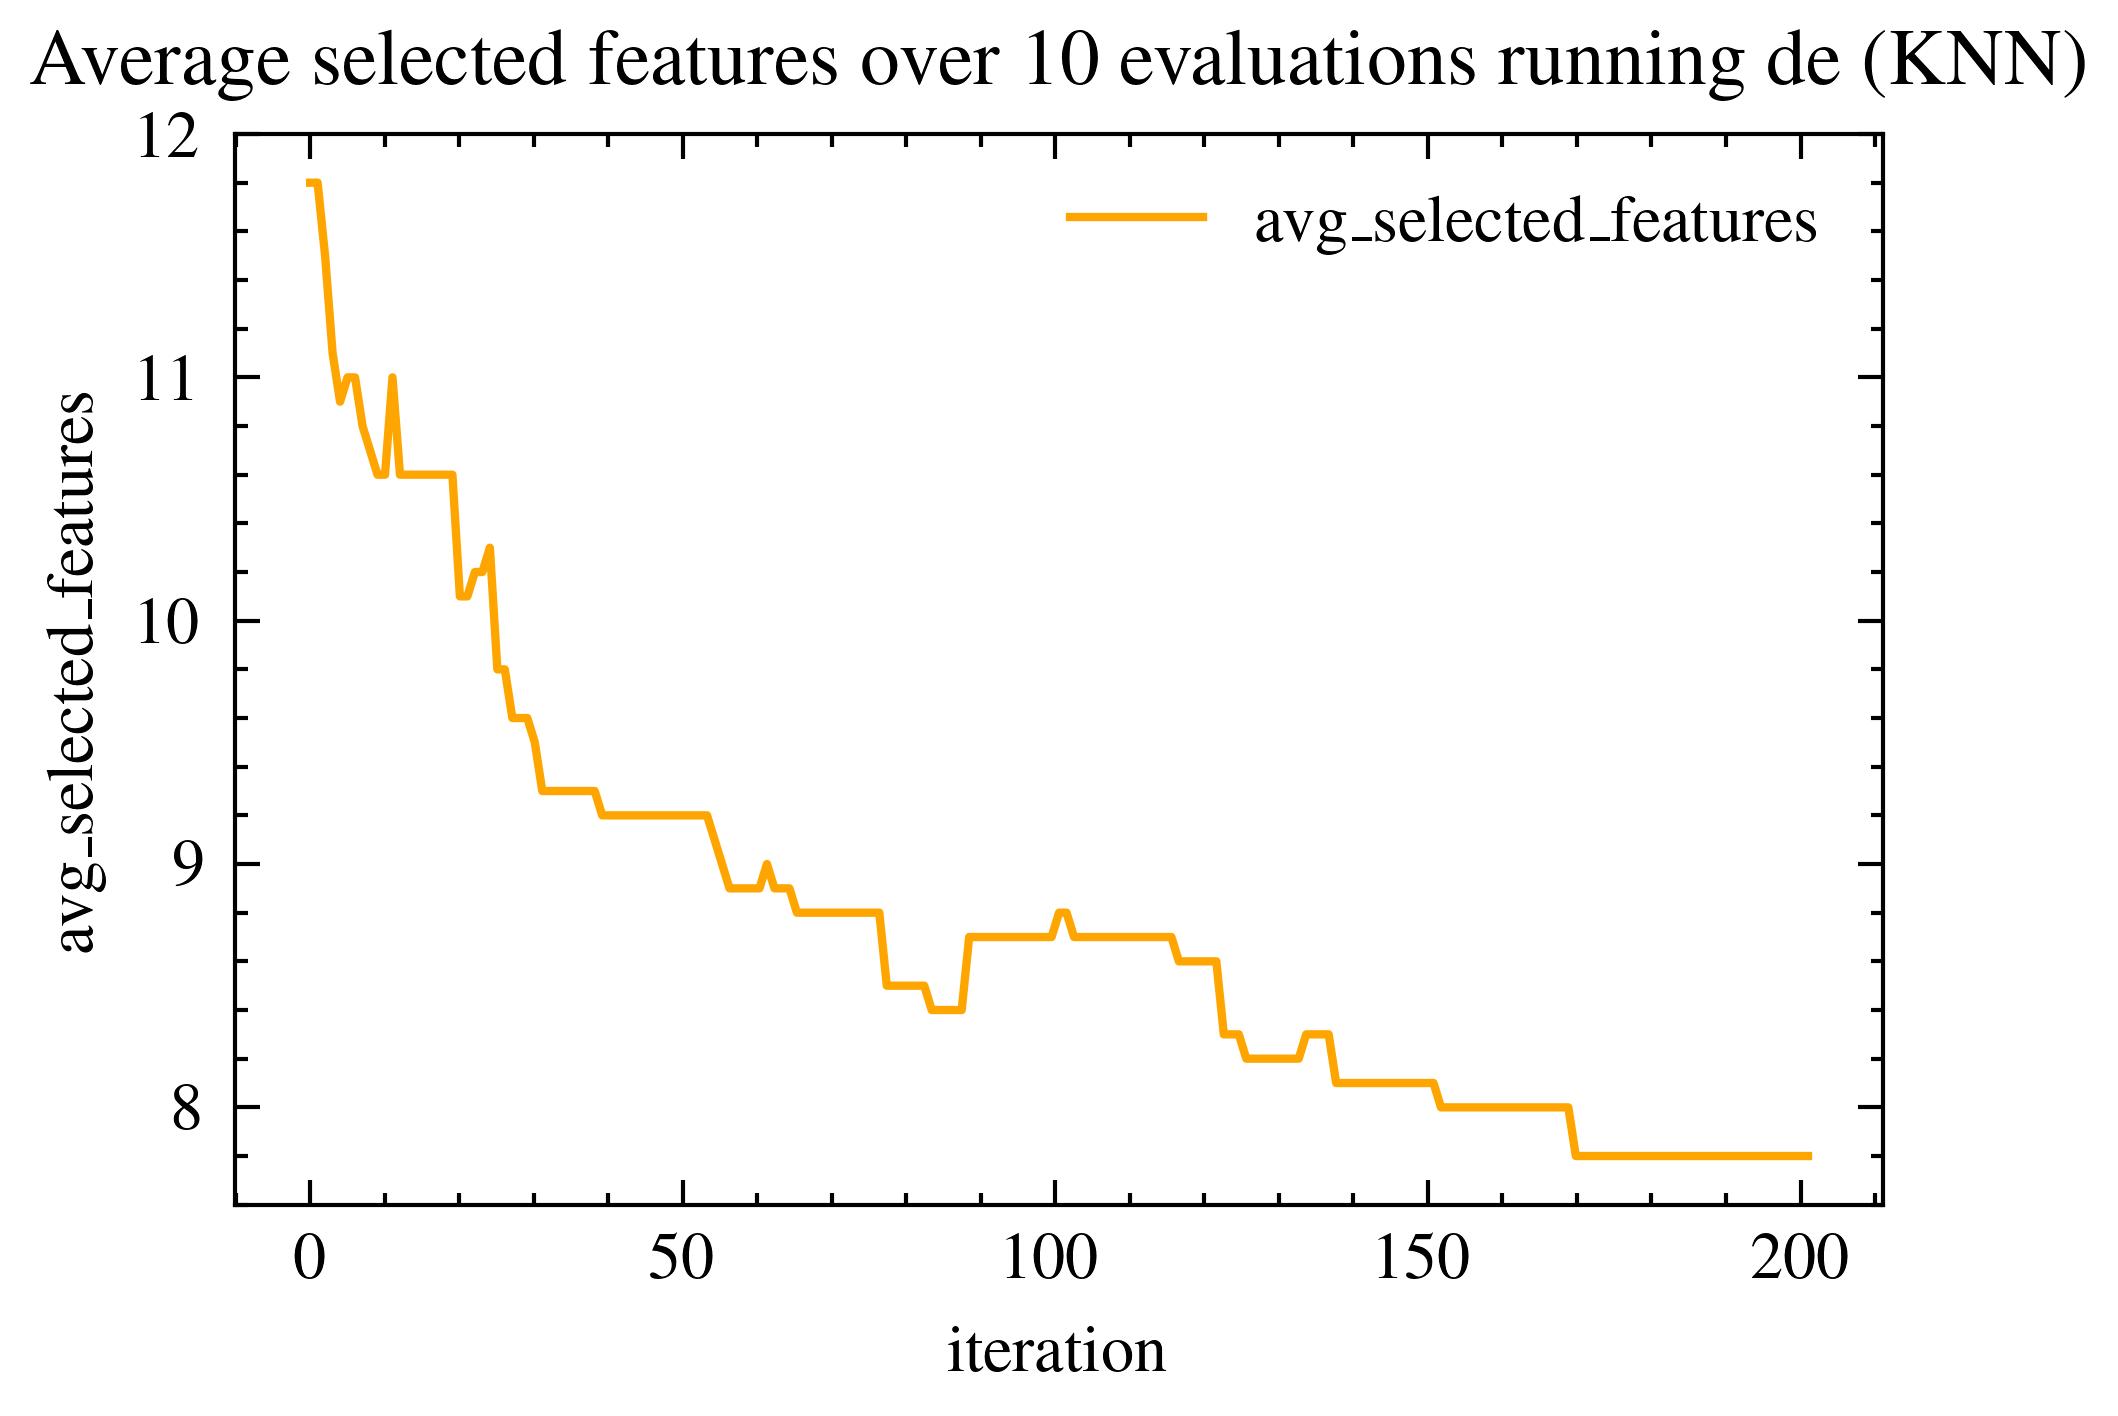 Average selected features over 10 evaluations running de (KNN)
avg_selected_features
12
11
10
9
8
avg_selected_features
0 50 100 150 200
iteration